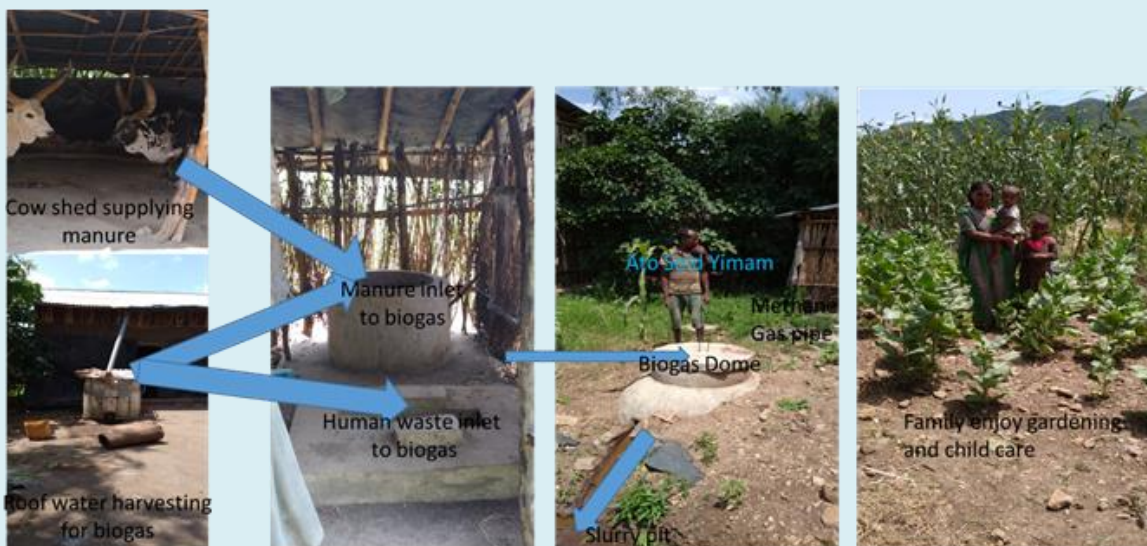 Cow shed supplying
manure
Roof water harvesting
for biogas
Manure inlet
to biogas
Human waste inlet
to biogas
Ato Seid Yimam
Methane
Gas pipe
Biogas Dome
Slurry pit
Family enjoy gardening
and child care